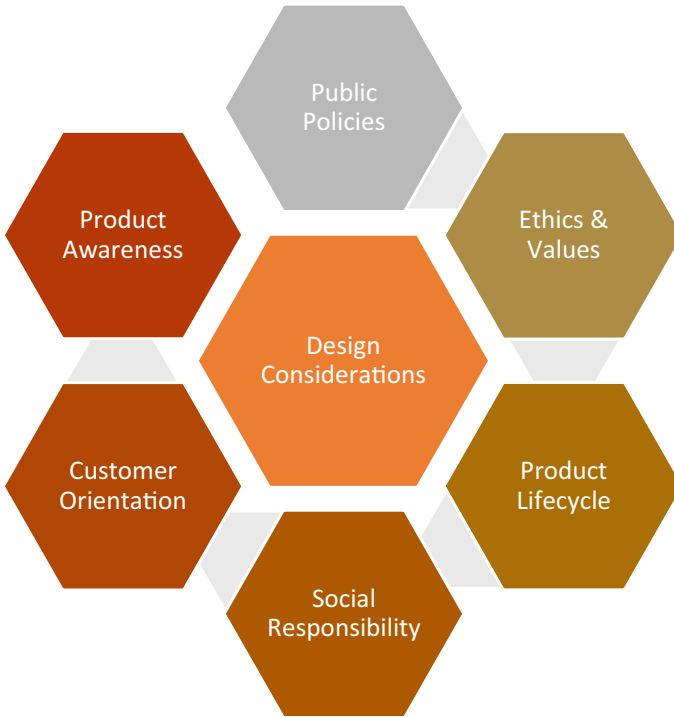 Public
Policies
Ethics &
Values
Product
Lifecycle
Social
Responsibility
Customer
Orientation
Product
Awareness
Design
Considerations